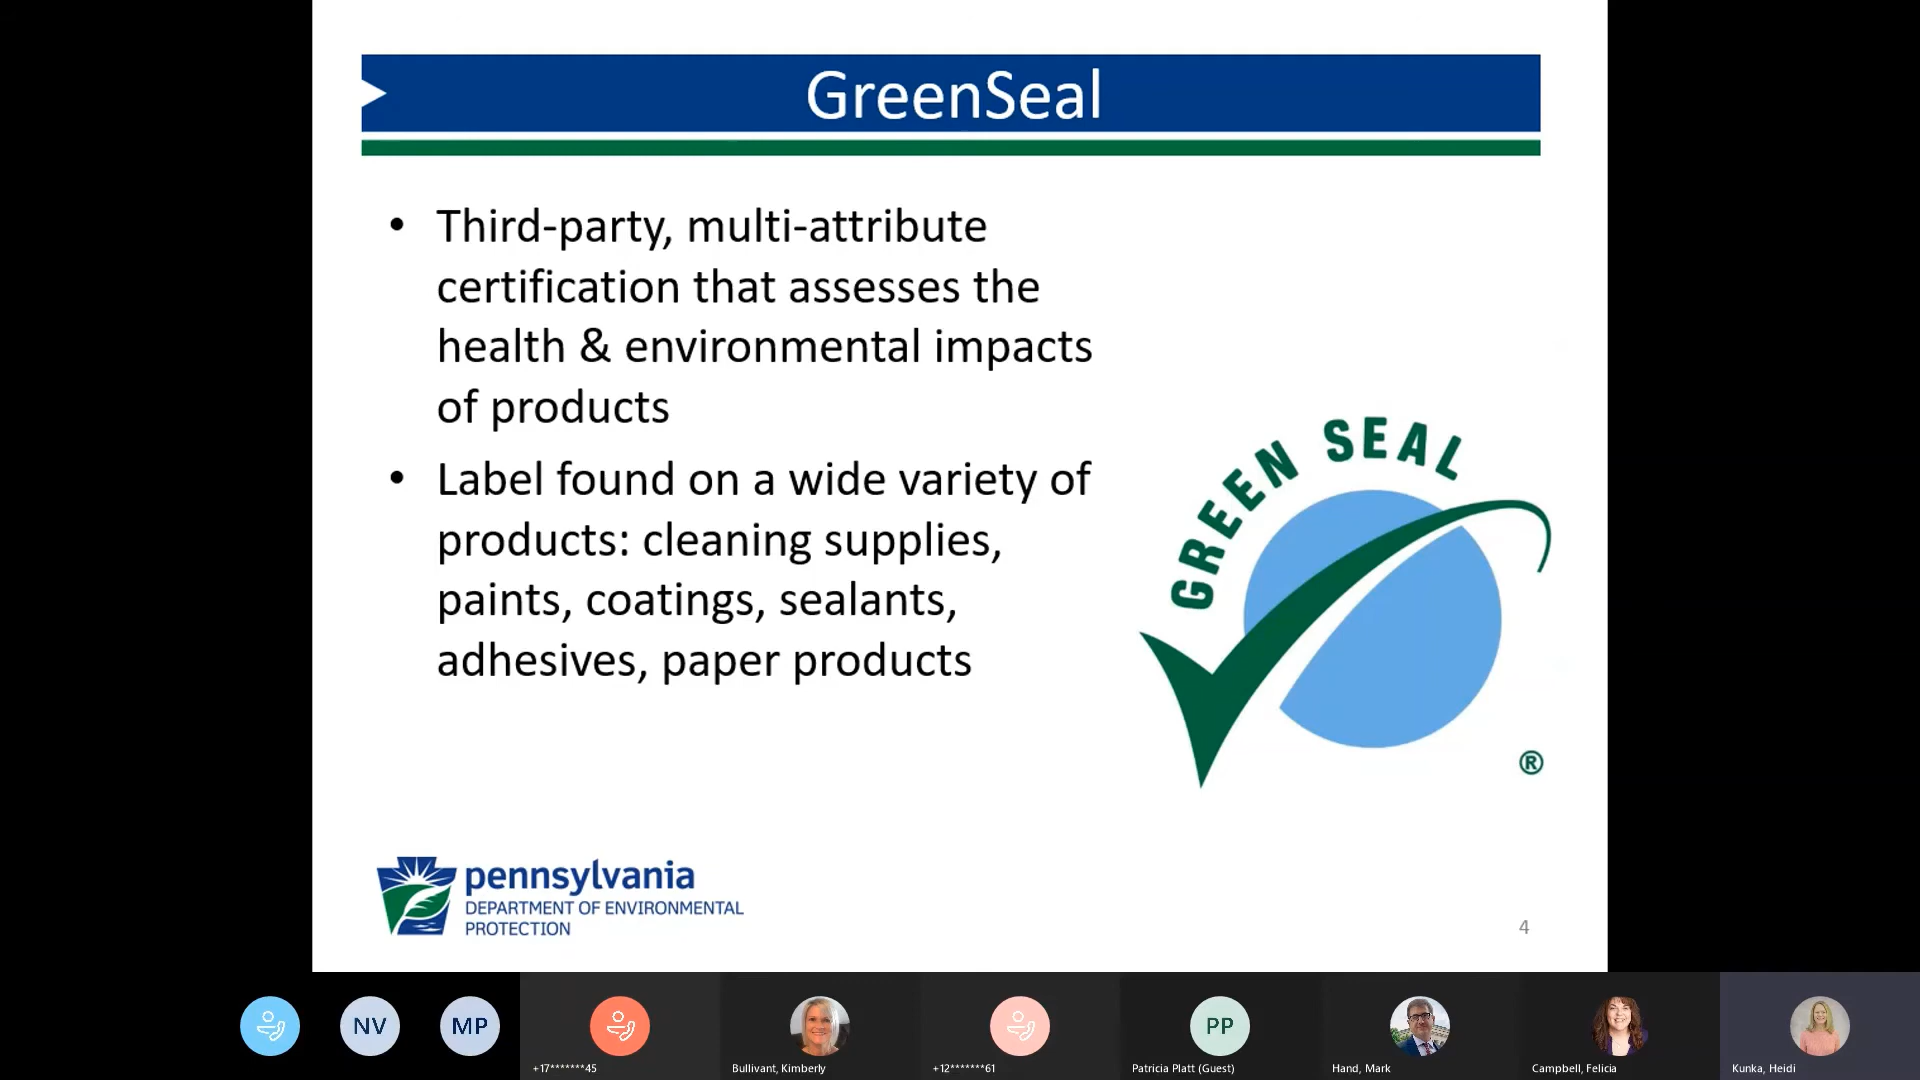 GreenSeal
• Third-party, multi-attribute
certification that assesses the
health & environmental impacts
of products
• Label found on a wide variety of
products: cleaning supplies,
paints, coatings, sealants,
adhesives, paper products
GREEN SEAL
®
pennsylvania
DEPARTMENT OF ENVIRONMENTAL
PROTECTION
4
NV
MP
PP
+17*******45
Bullivant, Kimberly
+12*******61
Patricia Platt (Guest)
Hand, Mark
Campbell, Felicia
Kunka, Heidi